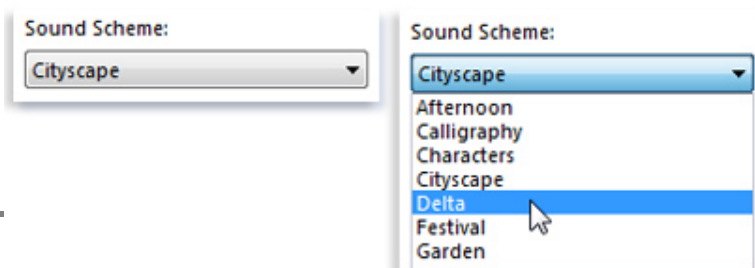 Sound Scheme:
Cityscape
Sound Scheme:
Cityscape
Afternoon
Calligraphy
Characters
Cityscape
Delta
Festival
Garden